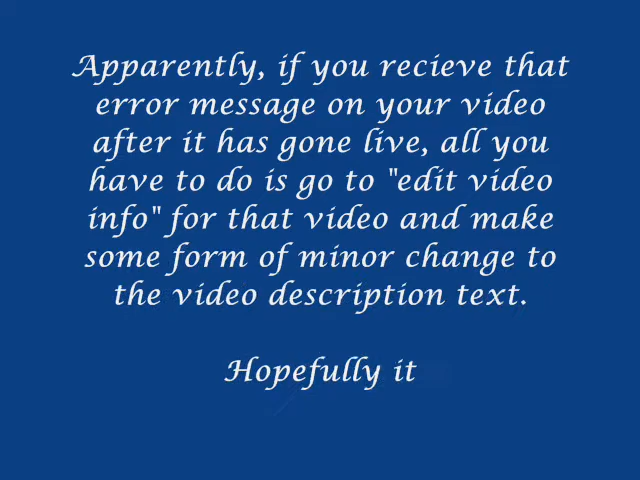 Apparently, if you recieve that
error message on your video
after it has gone live, all you
have to do is go to "edit video
info" for that video and make
some form of minor change to
the video description text.
Hopefully it